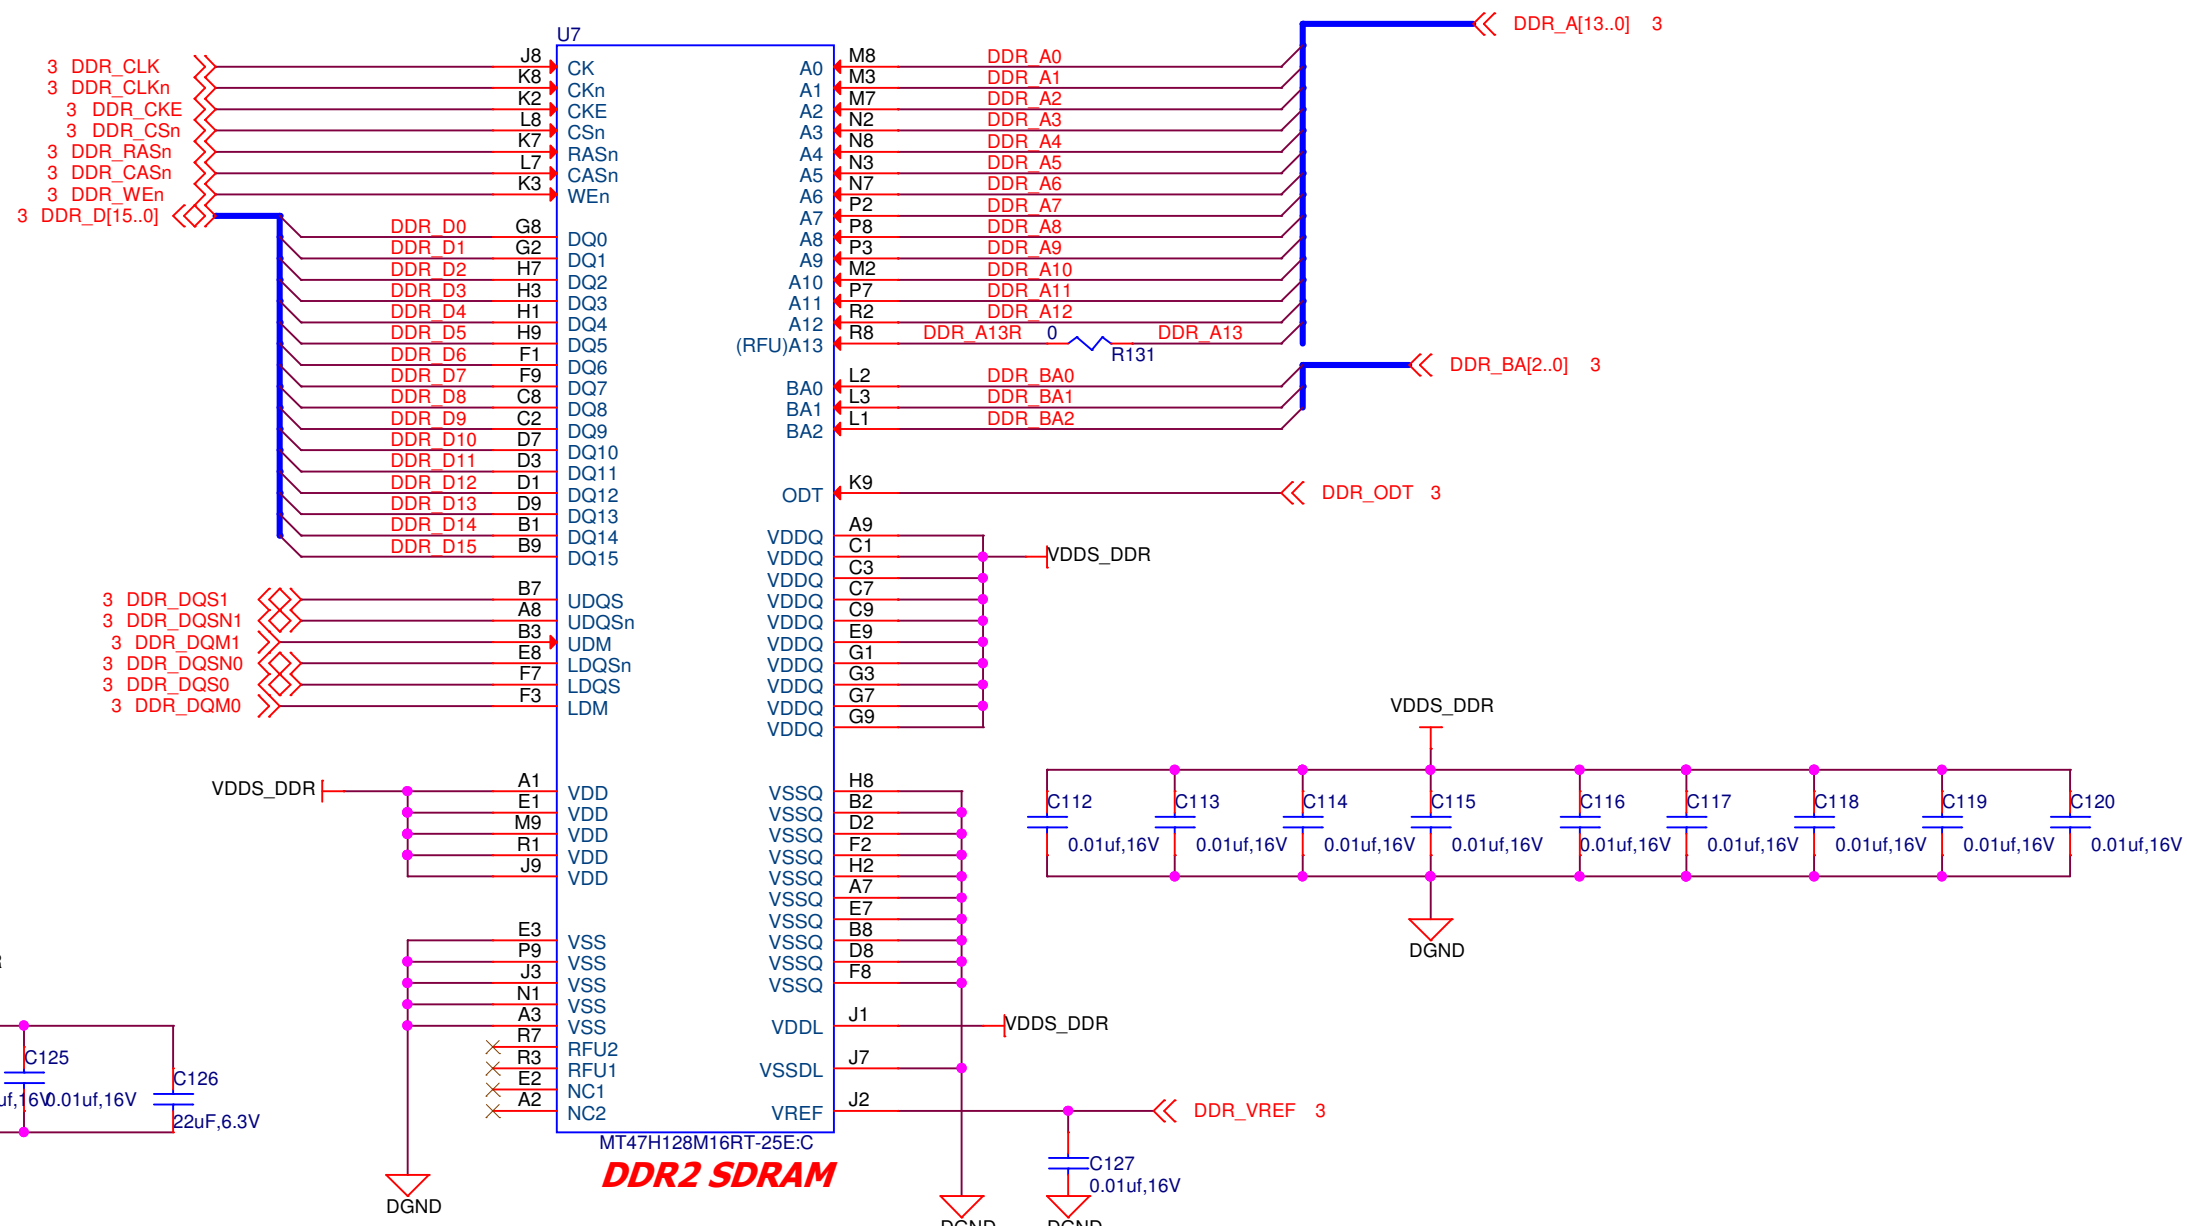 U7
DDR_A[13..0] 3
3 DDR_CLK J8 CK
3 DDR_CLKn K8 CKn
3 DDR_CKE K2 CKE
3 DDR_CSn L8 CSn
3 DDR_RASn K7 RASn
3 DDR_CASn L7 CASn
3 DDR_WEn K3 WEn
3 DDR_D[15..0]
DDR_D0 G8 DQ0
DDR_D1 G2 DQ1
DDR_D2 H7 DQ2
DDR_D3 H3 DQ3
DDR_D4 H1 DQ4
DDR_D5 H9 DQ5
DDR_D6 F1 DQ6
DDR_D7 F9 DQ7
DDR_D8 C8 DQ8
DDR_D9 C2 DQ9
DDR_D10 D7 DQ10
DDR_D11 D3 DQ11
DDR_D12 D1 DQ12
DDR_D13 D9 DQ13
DDR_D14 B1 DQ14
DDR_D15 B9 DQ15
3 DDR_DQS1 B7 UDQS
3 DDR_DQSN1 A8 UDQSn
3 DDR_DQM1 B3 UDM
3 DDR_DQSN0 E8 LDQSn
3 DDR_DQS0 F7 LDQS
3 DDR_DQM0 F3 LDM
VDDS_DDR A1 VDD
E1 VDD
M9 VDD
R1 VDD
J9 VDD
E3 VSS
P9 VSS
J3 VSS
N1 VSS
A3 VSS
R7 RFU2
R3 RFU1
E2 NC1
A2 NC2
DGND
A0 M8 DDR_A0
A1 M3 DDR_A1
A2 M7 DDR_A2
A3 N2 DDR_A3
A4 N8 DDR_A4
A5 N3 DDR_A5
A6 N7 DDR_A6
A7 P2 DDR_A7
A8 P8 DDR_A8
A9 P3 DDR_A9
A10 M2 DDR_A10
A11 P7 DDR_A11
A12 R2 DDR_A12
(RFU)A13 R8 DDR_A13R 0 DDR_A13
R131
DDR_BA[2..0] 3
BA0 L2 DDR_BA0
BA1 L3 DDR_BA1
BA2 L1 DDR_BA2
ODT K9 DDR_ODT 3
VDDQ A9
VDDQ C1 VDDS_DDR
VDDQ C3
VDDQ C7
VDDQ C9
VDDQ E9
VDDQ G1
VDDQ G3
VDDQ G7
VDDQ G9
VSSQ H8
VSSQ B2
VSSQ D2
VSSQ F2
VSSQ H2
VSSQ A7
VSSQ E7
VSSQ B8
VSSQ D8
VSSQ F8
VDDL J1 VDDS_DDR
VSSDL J7
VREF J2 DDR_VREF 3
MT47H128M16RT-25E:C
DDR2 SDRAM
C127
0.01uf,16V
DGND DGND
VDDS_DDR
C112 C113 C114 C115 C116 C117 C118 C119 C120
0.01uf,16V 0.01uf,16V 0.01uf,16V 0.01uf,16V 0.01uf,16V 0.01uf,16V 0.01uf,16V 0.01uf,16V 0.01uf,16V
DGND
C125
uf,16V 0.01uf,16V
C126
22uF,6.3V